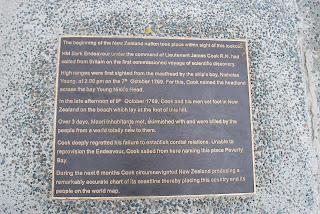 The beginning of the New Zealand nation took place within sight of this lookout.
HM Bark Endeavour under the command of Lieutenant James Cook R.N. had
sailed from Britain on the first commissioned voyage of scientific discovery.
High ranges were first sighted from the masthead by the ship's boy, Nicholas
Young, at 2.00 pm on the 7th October 1769. For this, Cook named the headland
across the bay Young Nick's Head.
In the late afternoon of 9th October 1769, Cook and his men set foot in New
Zealand on the beach which lay at the foot of this hill.
Over 3 days, Maori inhabitants met, skirmished with and were killed by the
people from a world totally new to them.
Cook deeply regretted his failure to establish cordial relations. Unable to
reprovision the Endeavour, Cook sailed from here naming this place Poverty
Bay.
During the next 6 months Cook circumnavigated New Zealand producing a
remarkably accurate chart of its coastline thereby placing this country and its
people on the world map.